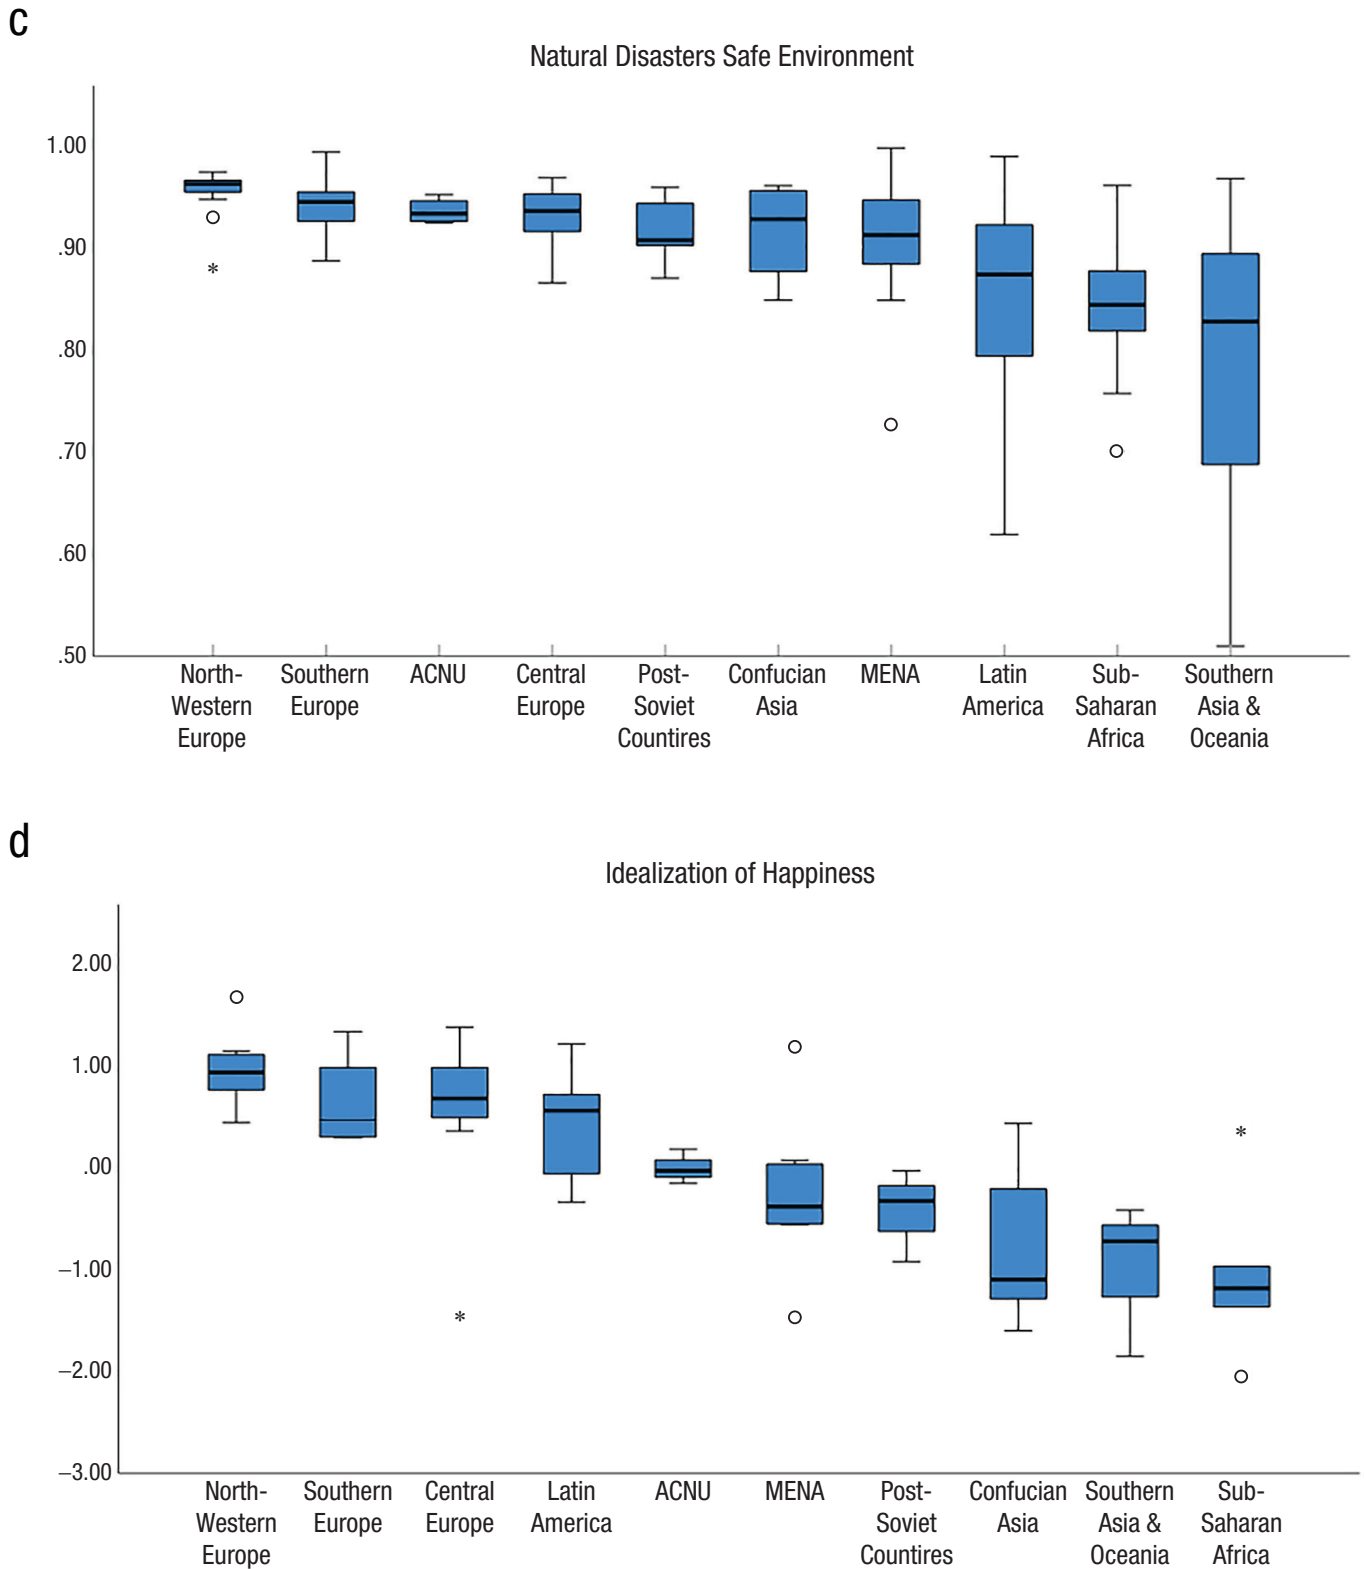 c
Natural Disasters Safe Environment
1.00
.90
.80
.70
.60
.50
North-
Western
Europe
Southern
Europe
ACNU
Central
Europe
Post-
Soviet
Countires
Confucian
Asia
MENA
Latin
America
Sub-
Saharan
Africa
Southern
Asia &
Oceania
d
Idealization of Happiness
2.00
1.00
.00
−1.00
−2.00
−3.00
North-
Western
Europe
Southern
Europe
Central
Europe
Latin
America
ACNU
MENA
Post-
Soviet
Countires
Confucian
Asia
Southern
Asia &
Oceania
Sub-
Saharan
Africa